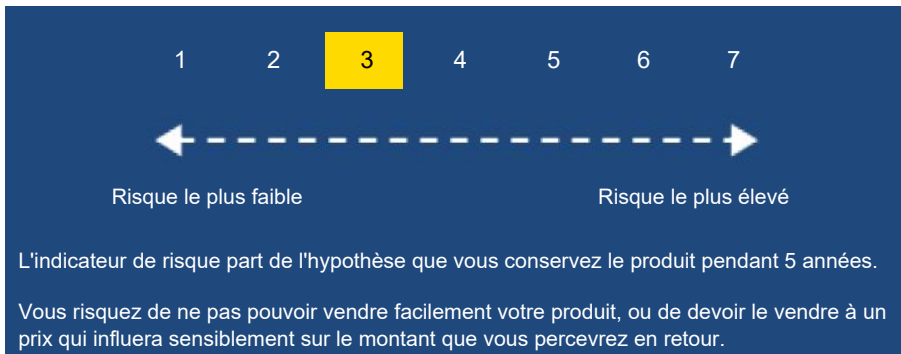 1 2 3 4 5 6 7
Risque le plus faible Risque le plus élevé
L'indicateur de risque part de l'hypothèse que vous conservez le produit pendant 5 années.
Vous risquez de ne pas pouvoir vendre facilement votre produit, ou de devoir le vendre à un
prix qui influera sensiblement sur le montant que vous percevrez en retour.